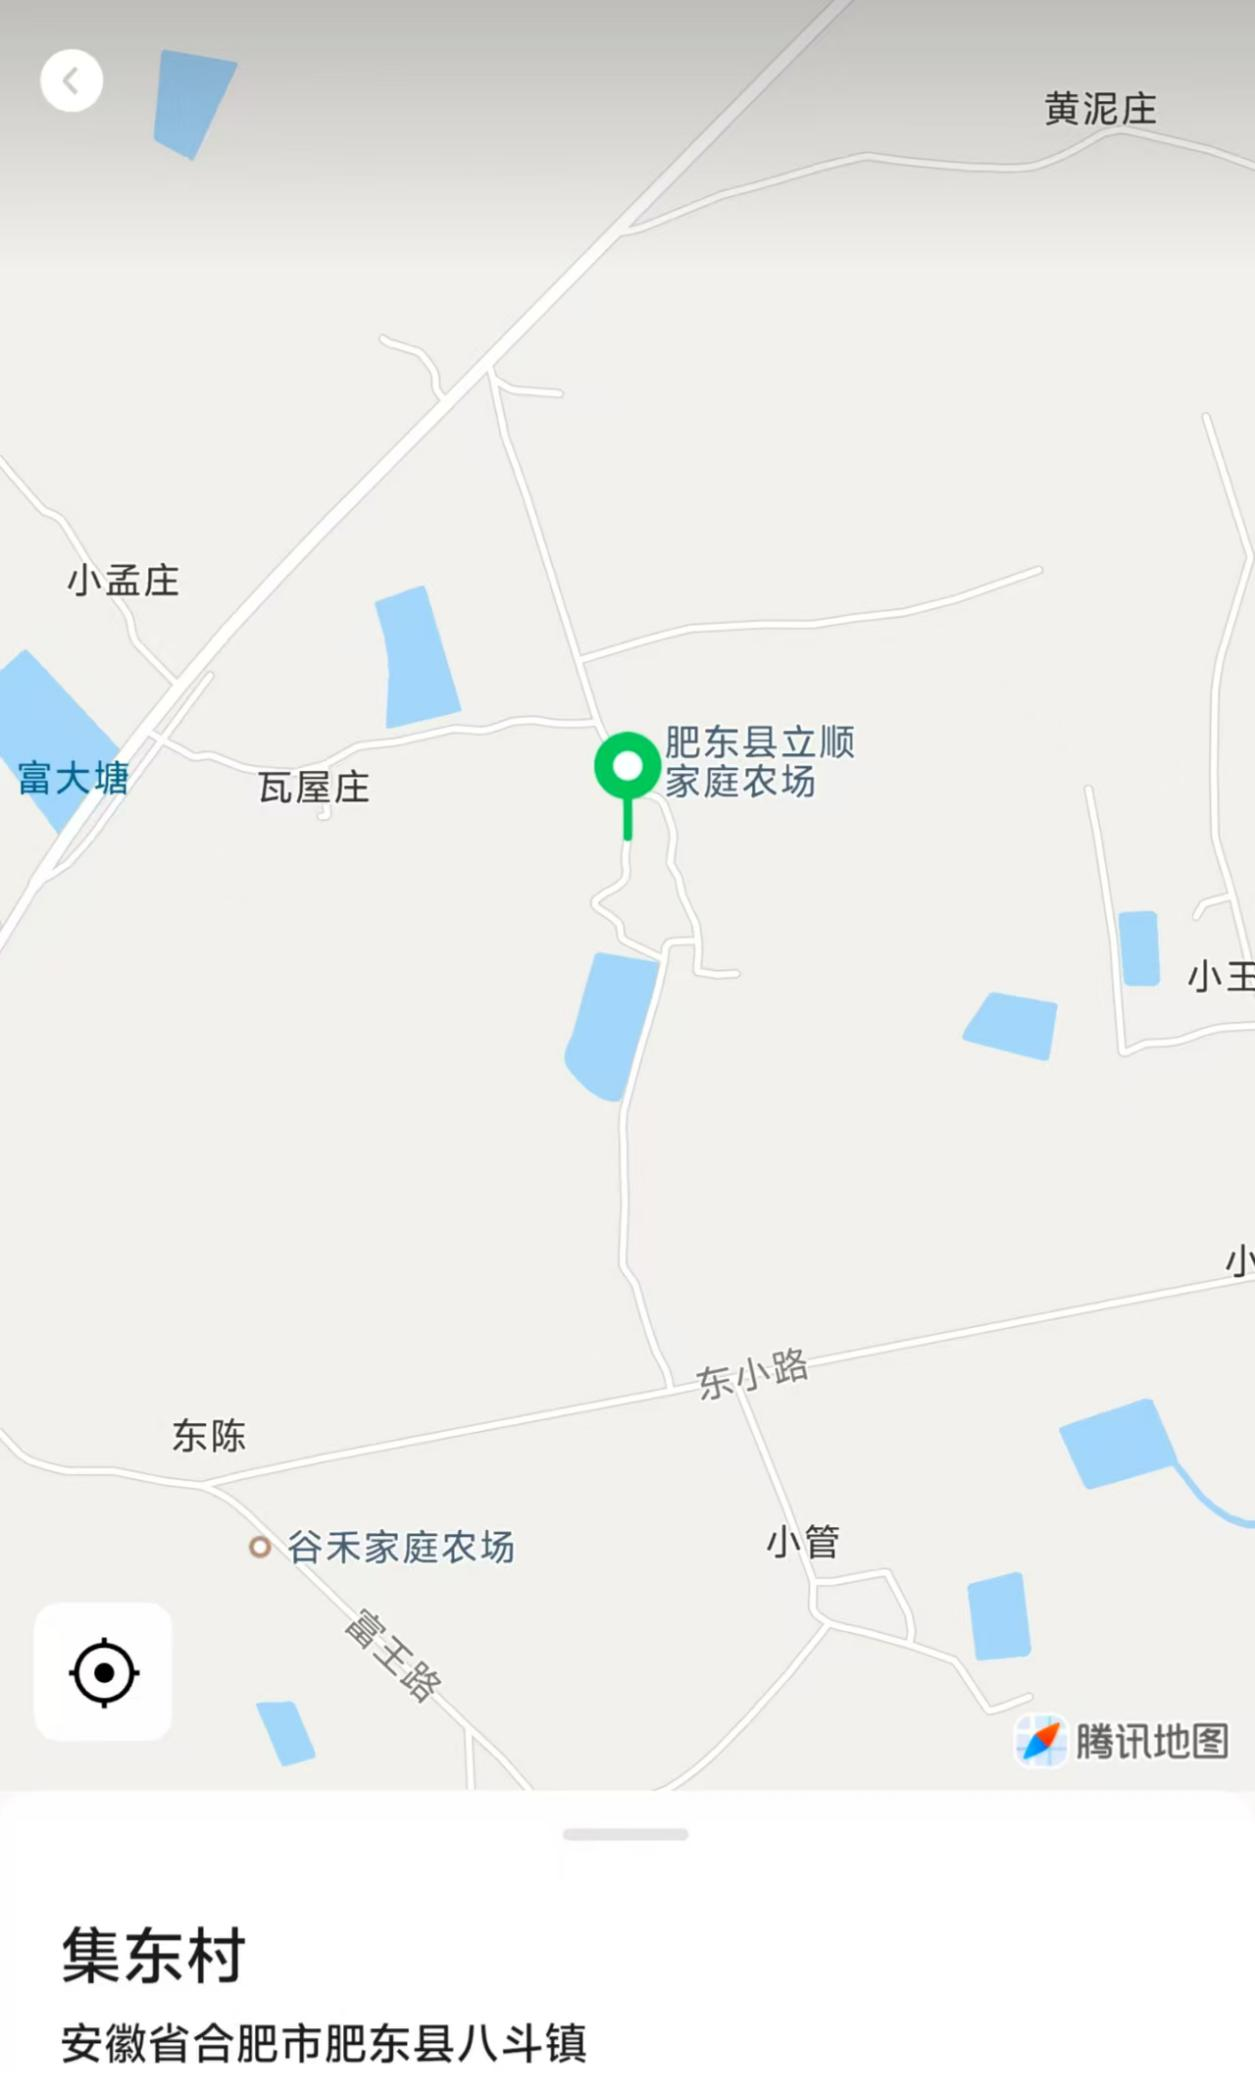 黄泥庄
小孟庄
富大塘
瓦屋庄
肥东县立顺
家庭农场
小王
小
东小路
东陈
谷禾家庭农场
小管
富王路
腾讯地图
集东村
安徽省合肥市肥东县八斗镇